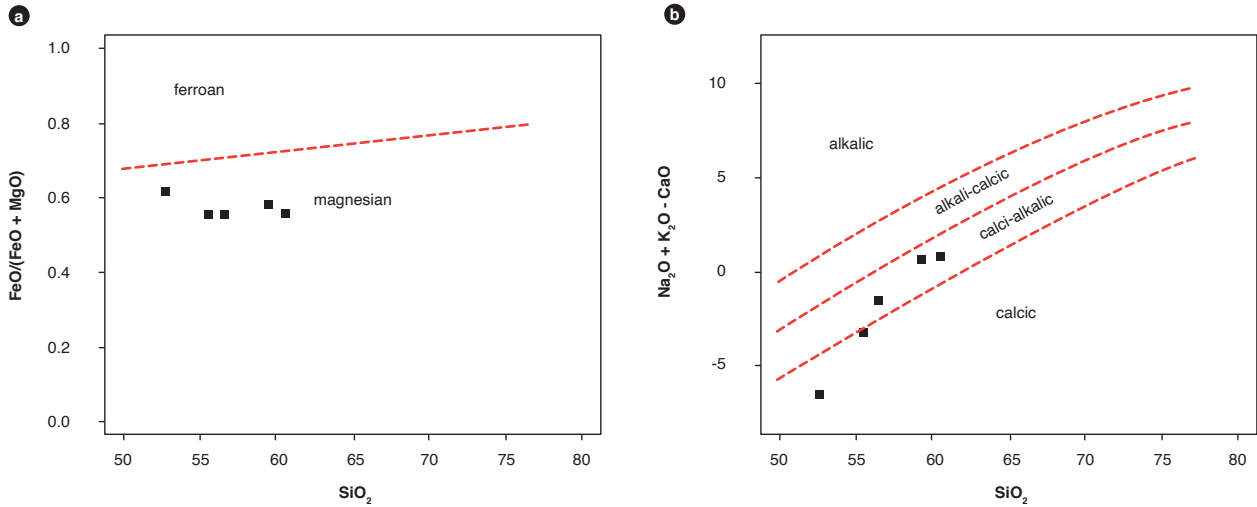 a
1.0
0.8
0.6
0.4
0.2
0.0
FeO/(FeO + MgO)
ferroan
magnesian
50 55 60 65 70 75 80
SiO₂
b
10
5
0
-5
Na₂O + K₂O - CaO
alkalic
alkali-calcic
calci-alkalic
calcic
50 55 60 65 70 75 80
SiO₂